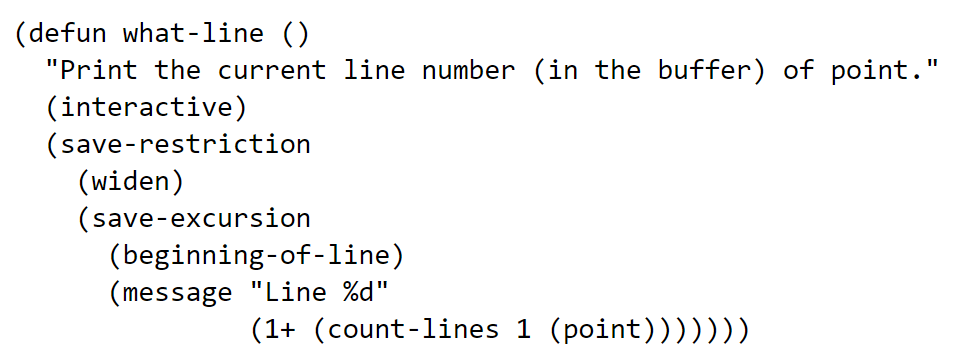 (defun what-line ()
  "Print the current line number (in the buffer) of point."
  (interactive)
  (save-restriction
    (widen)
    (save-excursion
      (beginning-of-line)
      (message "Line %d"
               (1+ (count-lines 1 (point)))))))